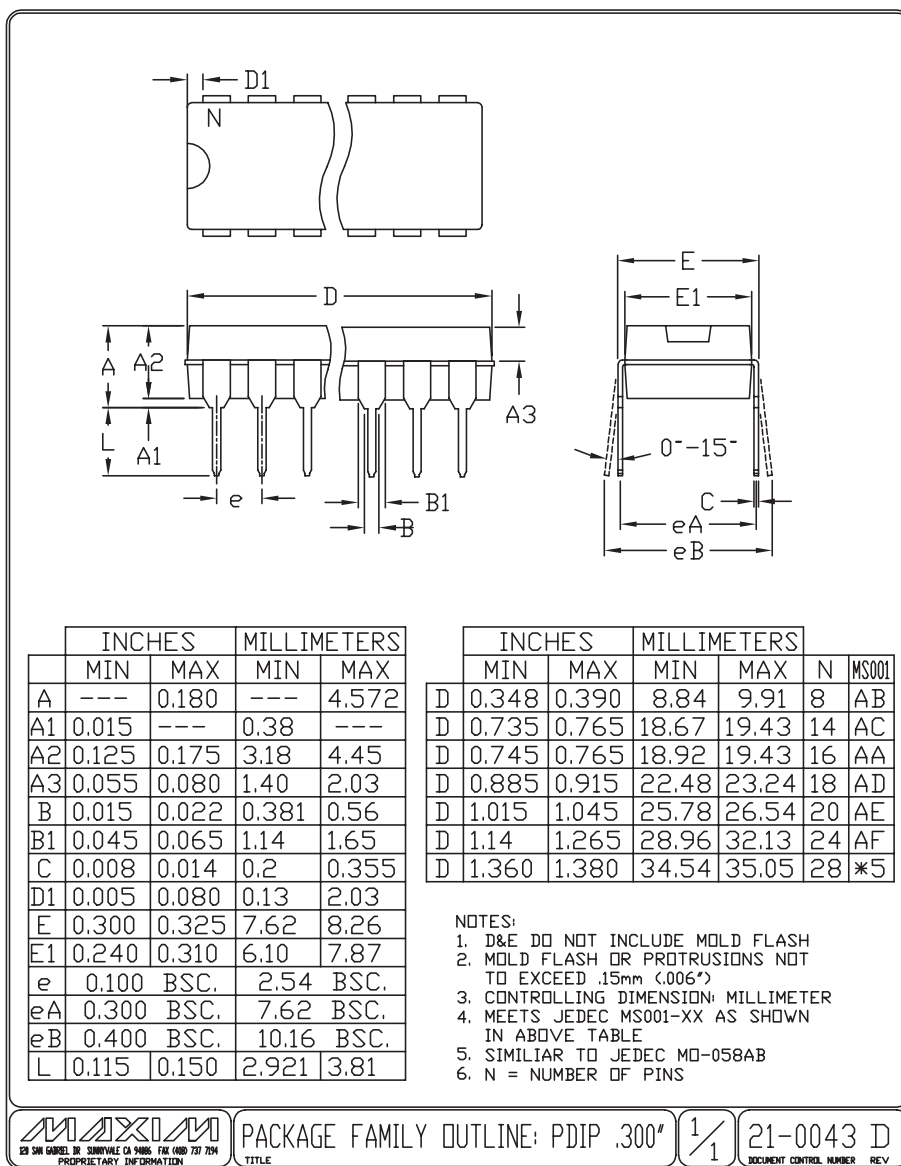 D1
N
D
E
E1
A
A2
A3
L
A1
0°-15°
e
B1
B
C
eA
eB
INCHES MILLIMETERS
MIN MAX MIN MAX
A --- 0.180 --- 4.572
A1 0.015 --- 0.38 ---
A2 0.125 0.175 3.18 4.45
A3 0.055 0.080 1.40 2.03
B 0.015 0.022 0.381 0.56
B1 0.045 0.065 1.14 1.65
C 0.008 0.014 0.2 0.355
D1 0.005 0.080 0.13 2.03
E 0.300 0.325 7.62 8.26
E1 0.240 0.310 6.10 7.87
e 0.100 BSC. 2.54 BSC.
eA 0.300 BSC. 7.62 BSC.
eB 0.400 BSC. 10.16 BSC.
L 0.115 0.150 2.921 3.81
INCHES MILLIMETERS
MIN MAX MIN MAX N MS001
D 0.348 0.390 8.84 9.91 8 AB
D 0.735 0.765 18.67 19.43 14 AC
D 0.745 0.765 18.92 19.43 16 AA
D 0.885 0.915 22.48 23.24 18 AD
D 1.015 1.045 25.78 26.54 20 AE
D 1.14 1.265 28.96 32.13 24 AF
D 1.360 1.380 34.54 35.05 28 *5
NOTES:
1. D&E DO NOT INCLUDE MOLD FLASH
2. MOLD FLASH OR PROTRUSIONS NOT
TO EXCEED .15mm (.006")
3. CONTROLLING DIMENSION: MILLIMETER
4. MEETS JEDEC MS001-XX AS SHOWN
IN ABOVE TABLE
5. SIMILIAR TO JEDEC MO-058AB
6. N = NUMBER OF PINS
MAXIM
120 SAN GABRIEL DR SUNNYVALE CA 94086 FAX (408) 737 7194
PROPRIETARY INFORMATION
PACKAGE FAMILY OUTLINE: PDIP .300"
TITLE
1/1
21-0043 D
DOCUMENT CONTROL NUMBER REV